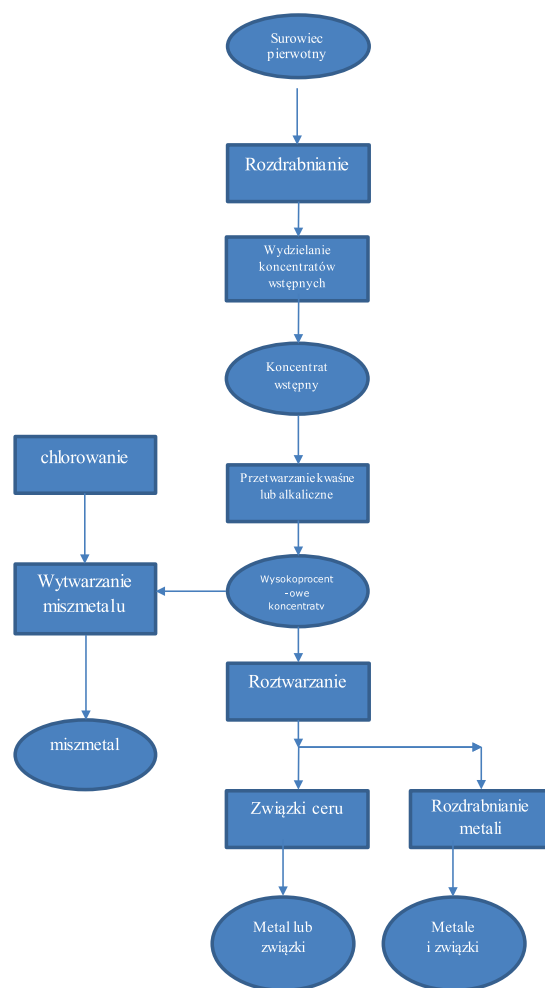 Surowiec
pierwotny
Rozdrabnianie
Wydzielanie
koncentratów
wstępnych
Koncentrat
wstępny
chlorowanie
Przetwarzanie kwaśne
lub alkaliczne
Wytwarzanie
miszmetalu
Wysokoprocent
-owe
koncentraty
Roztwarzanie
miszmetal
Związki ceru
Rozdrabnianie
metali
Metal lub
związki
Metale
i związki